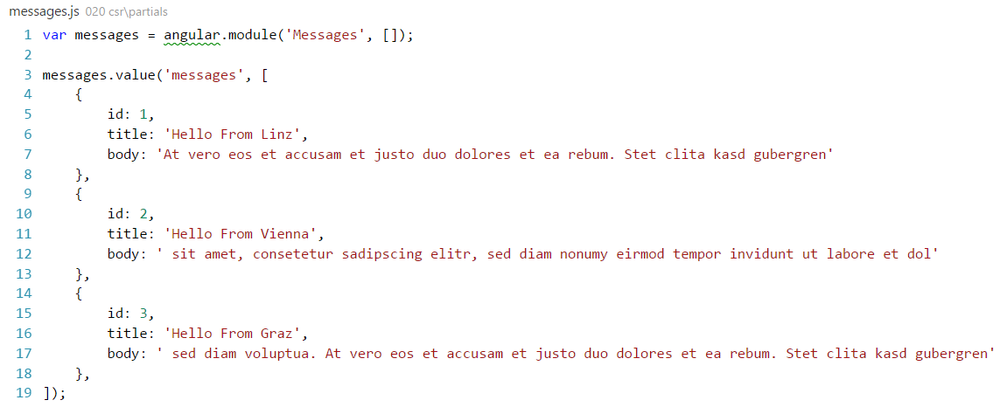 messages.js 020 csr\partials
1 var messages = angular.module('Messages', []);
2
3 messages.value('messages', [
4     {
5         id: 1,
6         title: 'Hello From Linz',
7         body: 'At vero eos et accusam et justo duo dolores et ea rebum. Stet clita kasd gubergren'
8     },
9     {
10         id: 2,
11         title: 'Hello From Vienna',
12         body: ' sit amet, consetetur sadipscing elitr, sed diam nonumy eirmod tempor invidunt ut labore et dol'
13     },
14     {
15         id: 3,
16         title: 'Hello From Graz',
17         body: ' sed diam voluptua. At vero eos et accusam et justo duo dolores et ea rebum. Stet clita kasd gubergren'
18     },
19 ]);